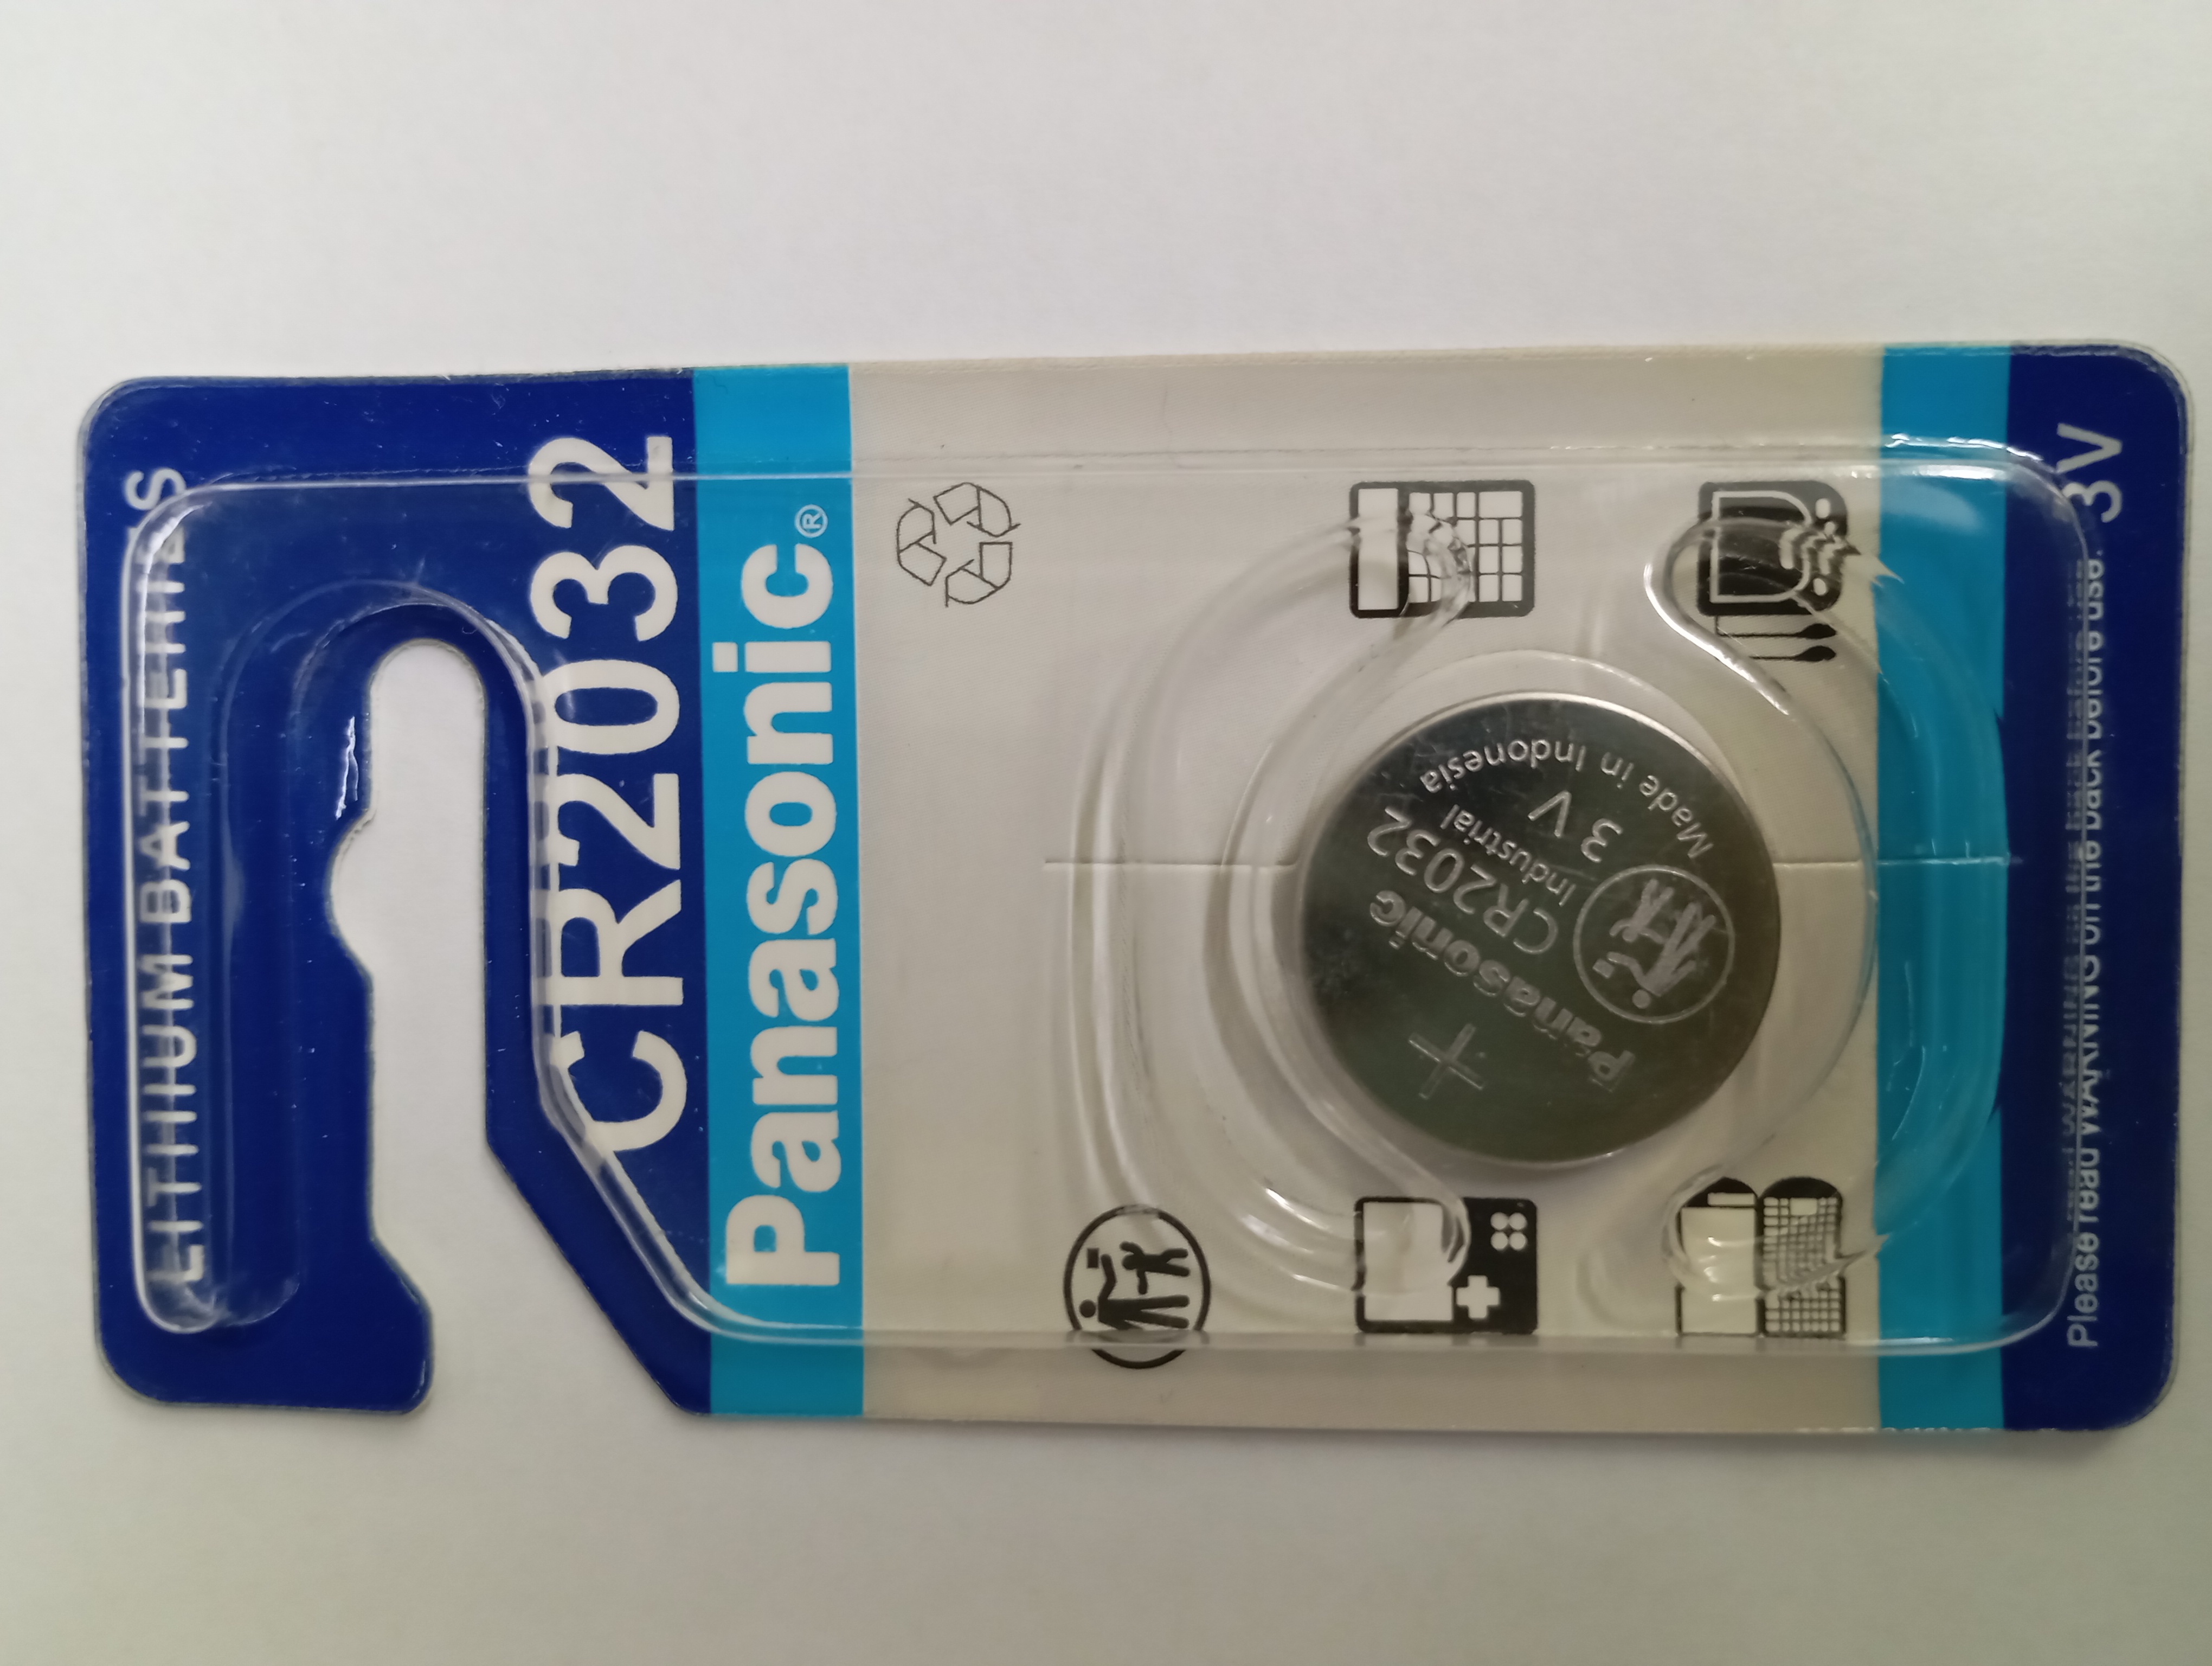 LITHIUM BATTERIES
CR2032
Panasonic®
+
Panasonic
CR2032
Industrial
3 V
Made in Indonesia
Please read WARNING on the back before use. 3V